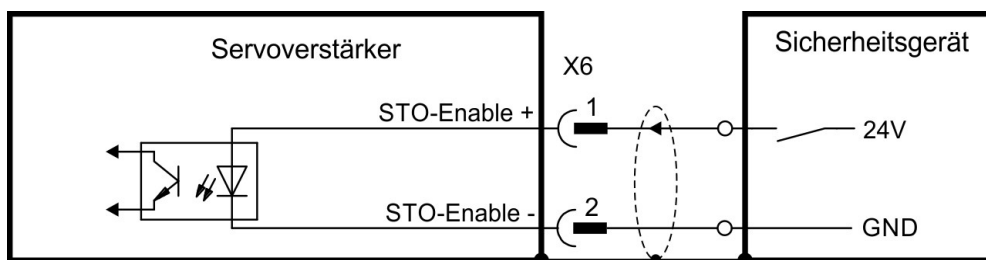 Servoverstärker
Sicherheitsgerät
X6
STO-Enable +
1
24V
STO-Enable -
2
GND